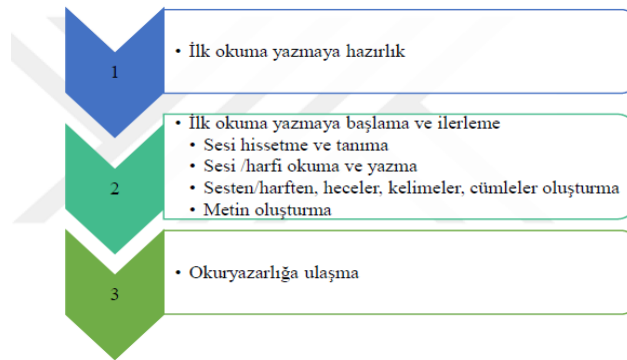 1
• İlk okuma yazmaya hazırlık
2
• İlk okuma yazmaya başlama ve ilerleme
• Sesi hissetme ve tanıma
• Sesi /harfi okuma ve yazma
• Sesten/harften, heceler, kelimeler, cümleler oluşturma
• Metin oluşturma
3
• Okuryazarlığa ulaşma